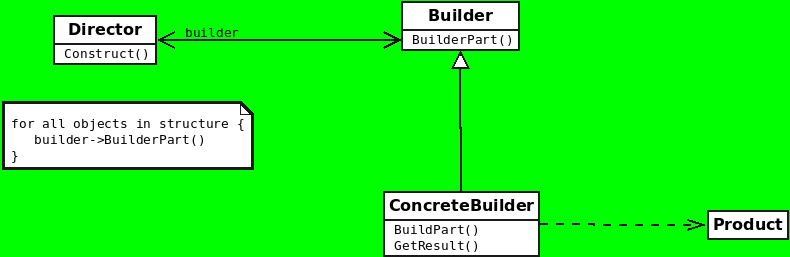 Director
Construct()
builder
Builder
BuilderPart()
for all objects in structure {
builder->BuilderPart()
}
ConcreteBuilder
BuildPart()
GetResult()
Product